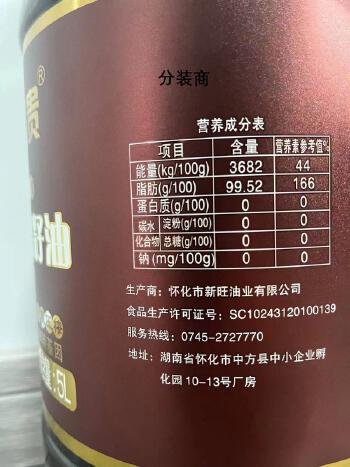 贵®
籽油
5L
分装商
营养成分表
项目 含量 营养素参考值%
能量(kg/100g) 3682 44
脂肪(g/100) 99.52 166
蛋白质(g/100) 0 0
碳水化合物 淀粉(g/100) 0 0
总糖(g/100) 0 0
钠(mg/100g) 0 0
生产商：怀化市新旺油业有限公司
食品生产许可证号：SC10243120100139
服务热线：0745-2727770
地址：湖南省怀化市中方县中小企业孵
化园10-13号厂房